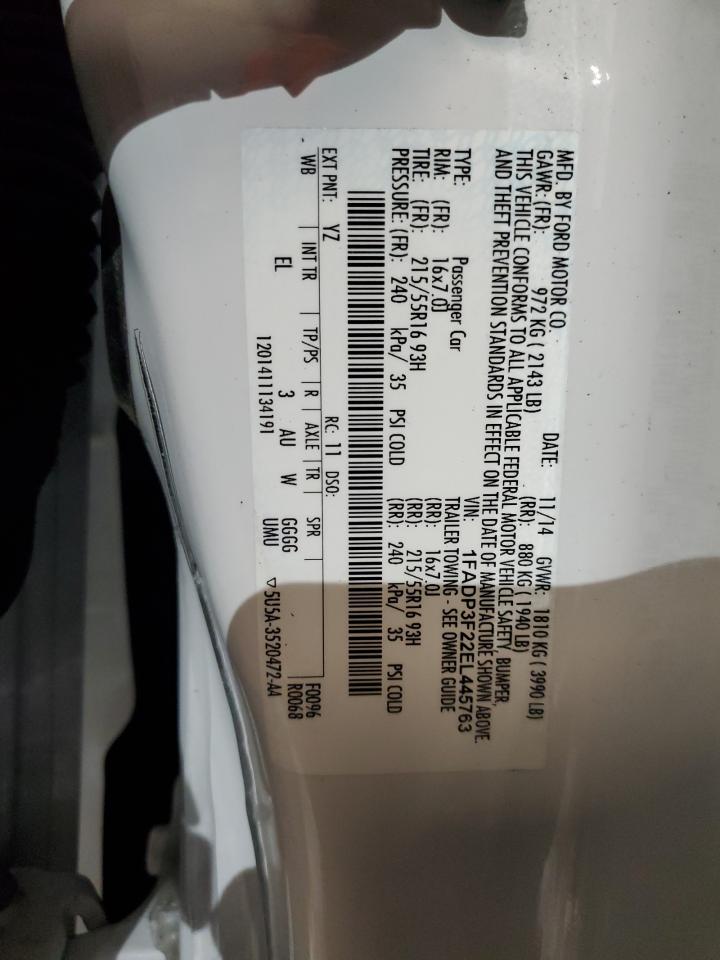 MFD. BY FORD MOTOR CO. DATE: 11/14 GVWR: 1810 KG ( 3990 LB)
GAWR: (FR): 972 KG ( 2143 LB) (RR): 880 KG ( 1940 LB)
THIS VEHICLE CONFORMS TO ALL APPLICABLE FEDERAL MOTOR VEHICLE SAFETY, BUMPER,
AND THEFT PREVENTION STANDARDS IN EFFECT ON THE DATE OF MANUFACTURE SHOWN ABOVE.
VIN: 1FADP3F22EL445763
TYPE: Passenger Car TRAILER TOWING - SEE OWNER GUIDE
RIM: (FR): 16x7.0J (RR): 16x7.0J
TIRE: (FR): 215/55R16 93H (RR): 215/55R16 93H
PRESSURE: (FR): 240 kPa/ 35 PSI COLD (RR): 240 kPa/ 35 PSI COLD
EXT PNT: YZ RC: 11 DSO: F0096
WB | INT TR | TP/PS | R | AXLE | TR | SPR R0068
EL 3 AU W GGGG
1201411134191 UMU ▽5U5A-3520472-AA